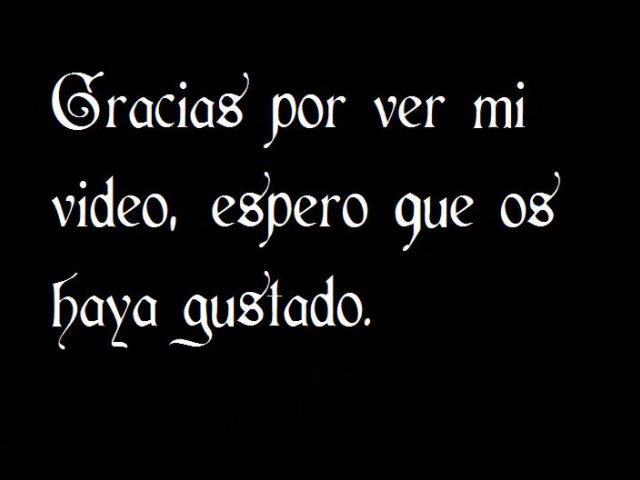 Gracias por ver mi
video, espero que os
haya gustado.